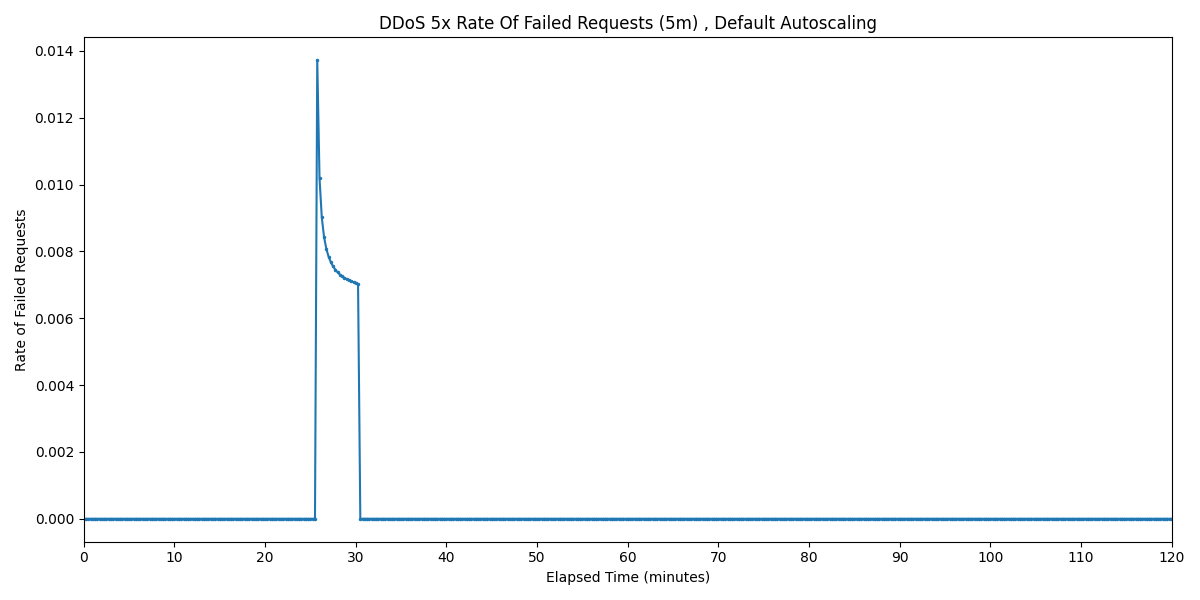 DDoS 5x Rate Of Failed Requests (5m) , Default Autoscaling
0.014
0.012
0.010
0.008
0.006
0.004
0.002
0.000
Rate of Failed Requests
0 10 20 30 40 50 60 70 80 90 100 110 120
Elapsed Time (minutes)